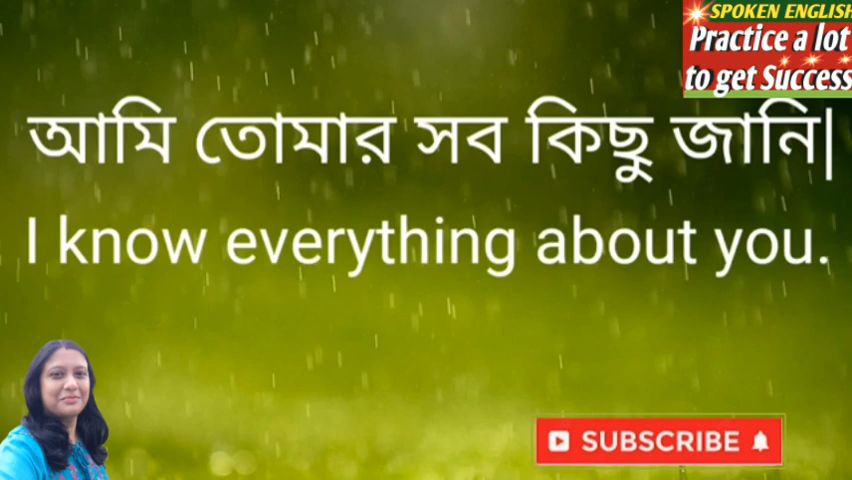 SPOKEN ENGLISH
Practice a lot
to get Success
আমি তোমার সব কিছু জানি|
I know everything about you.
SUBSCRIBE